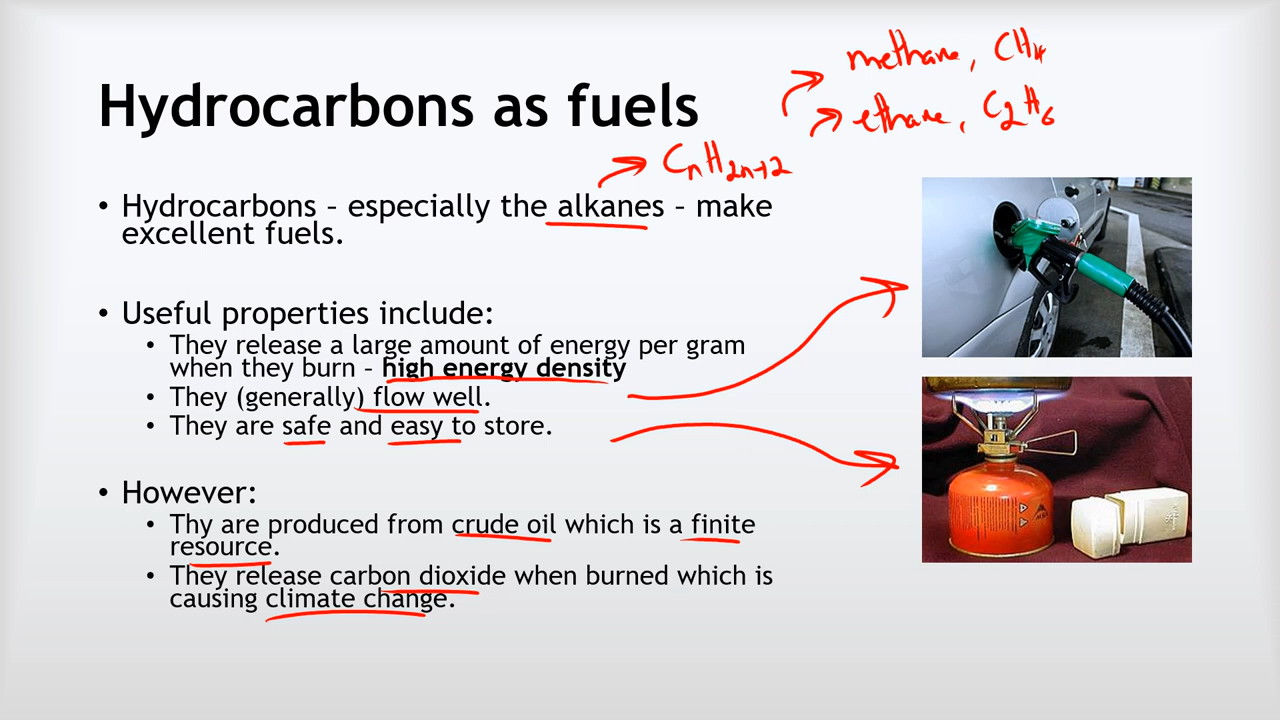 methane, CH4
Hydrocarbons as fuels
ethane, C2H6
CnH2n+2
• Hydrocarbons – especially the alkanes – make
excellent fuels.
• Useful properties include:
• They release a large amount of energy per gram
when they burn – high energy density
• They (generally) flow well.
• They are safe and easy to store.
• However:
• Thy are produced from crude oil which is a finite
resource.
• They release carbon dioxide when burned which is
causing climate change.